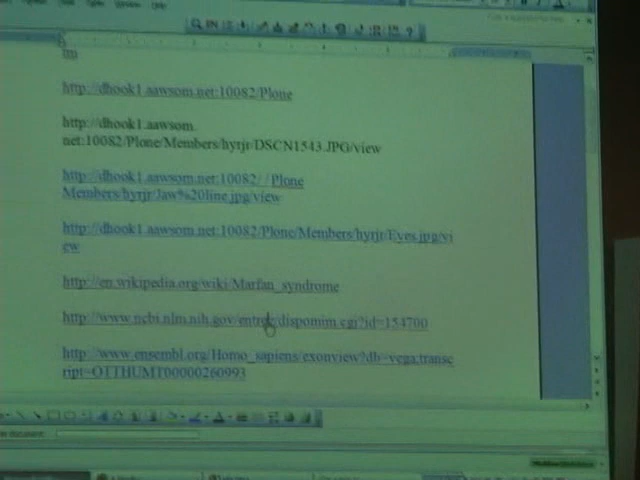 http://dhook1.aawsom.net:10082/Plone
http://dhook1.aawsom.
net:10082/Plone/Members/hyrjr/DSCN1543.JPG/view
http://dhook1.aawsom.net:10082//Plone
Members/hyrjr/Jaw%20line.jpg/view
http://dhook1.aawsom.net:10082/Plone/Members/hyrjr/Eyes.jpg/vi
ew
http://en.wikipedia.org/wiki/Marfan_syndrome
http://www.ncbi.nlm.nih.gov/entrez/dispomim.cgi?id=154700
http://www.ensembl.org/Homo_sapiens/exonview?db=vega;transc
ript=OTTHUMT00000260993